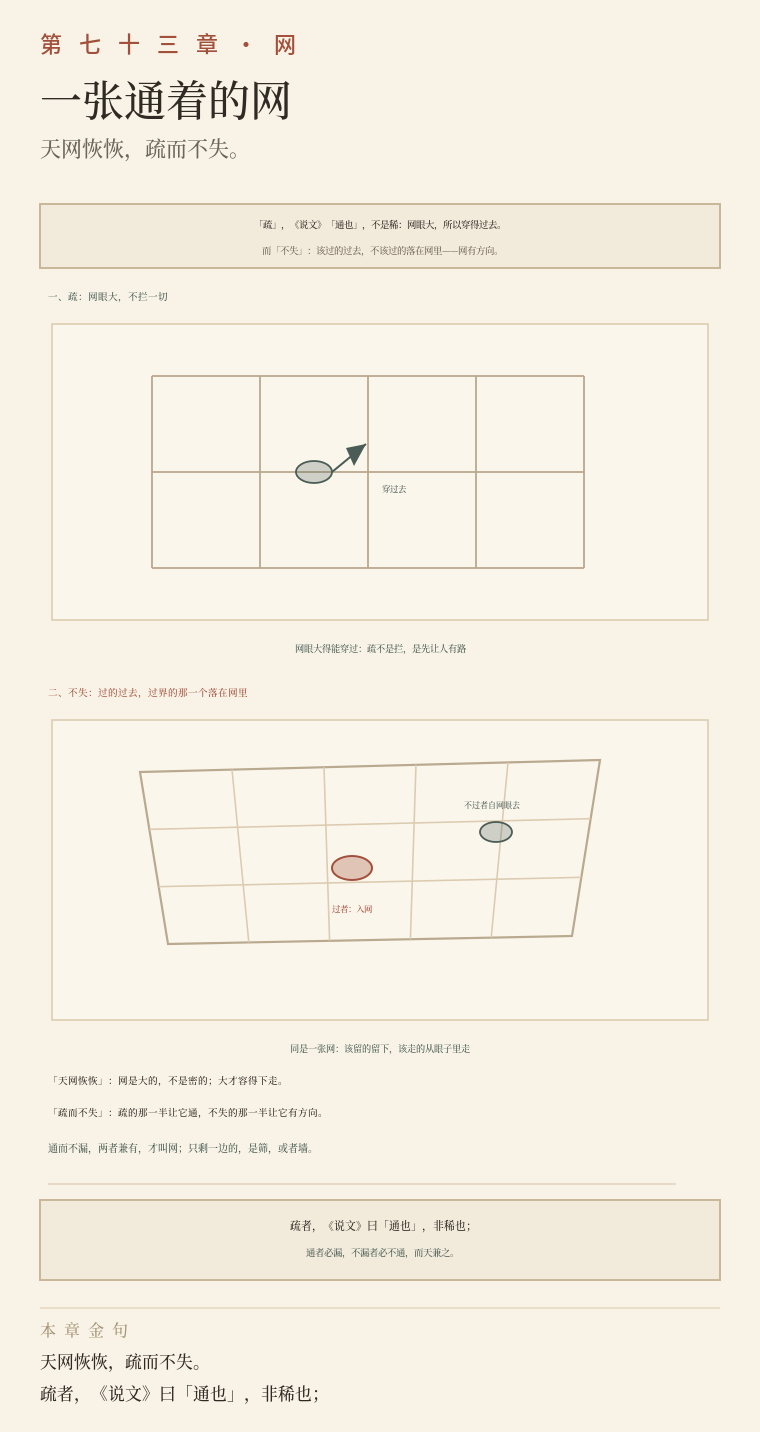 第七十三章·网
一张通着的网
天网恢恢，疏而不失。
「疏」，《说文》「通也」，不是稀：网眼大，所以穿得过去。
而「不失」：该过的过去，不该过的落在网里——网有方向。
一、疏：网眼大，不拦一切
穿过去
网眼大得能穿过：疏不是拦，是先让人有路
二、不失：过的过去，过界的那一个落在网里
不过者自网眼去
过者：入网
同是一张网：该留的留下，该走的从眼子里走
「天网恢恢」：网是大的，不是密的；大才容得下走。
「疏而不失」：疏的那一半让它通，不失的那一半让它有方向。
通而不漏，两者兼有，才叫网；只剩一边的，是筛，或者墙。
疏者，《说文》曰「通也」，非稀也；
通者必漏，不漏者必不通，而天兼之。
本章金句
天网恢恢，疏而不失。
疏者，《说文》曰「通也」，非稀也；